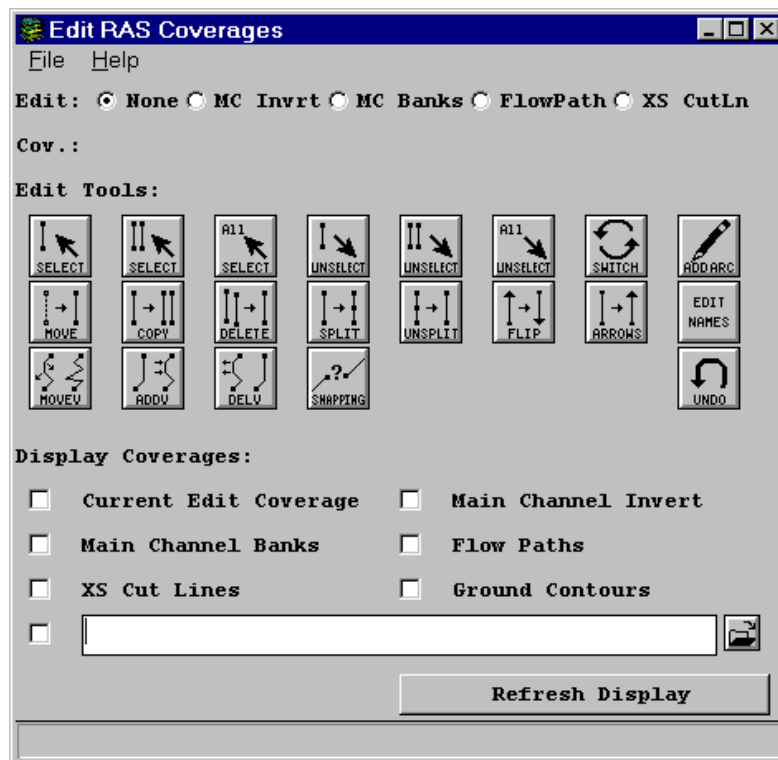 Edit RAS Coverages
File Help
Edit: None MC Invrt MC Banks FlowPath XS CutLn
Cov.:
Edit Tools:
All All
SELECT SELECT SELECT UNSELECT UNSELECT UNSELECT SWITCH ADD ARC
MOVE COPY DELETE SPLIT UNSPLIT FLIP ARROWS EDIT NAMES
?
MOVEV ADDV DELV SNAPPING UNDO
Display Coverages:
Current Edit Coverage Main Channel Invert
Main Channel Banks Flow Paths
XS Cut Lines Ground Contours
Refresh Display